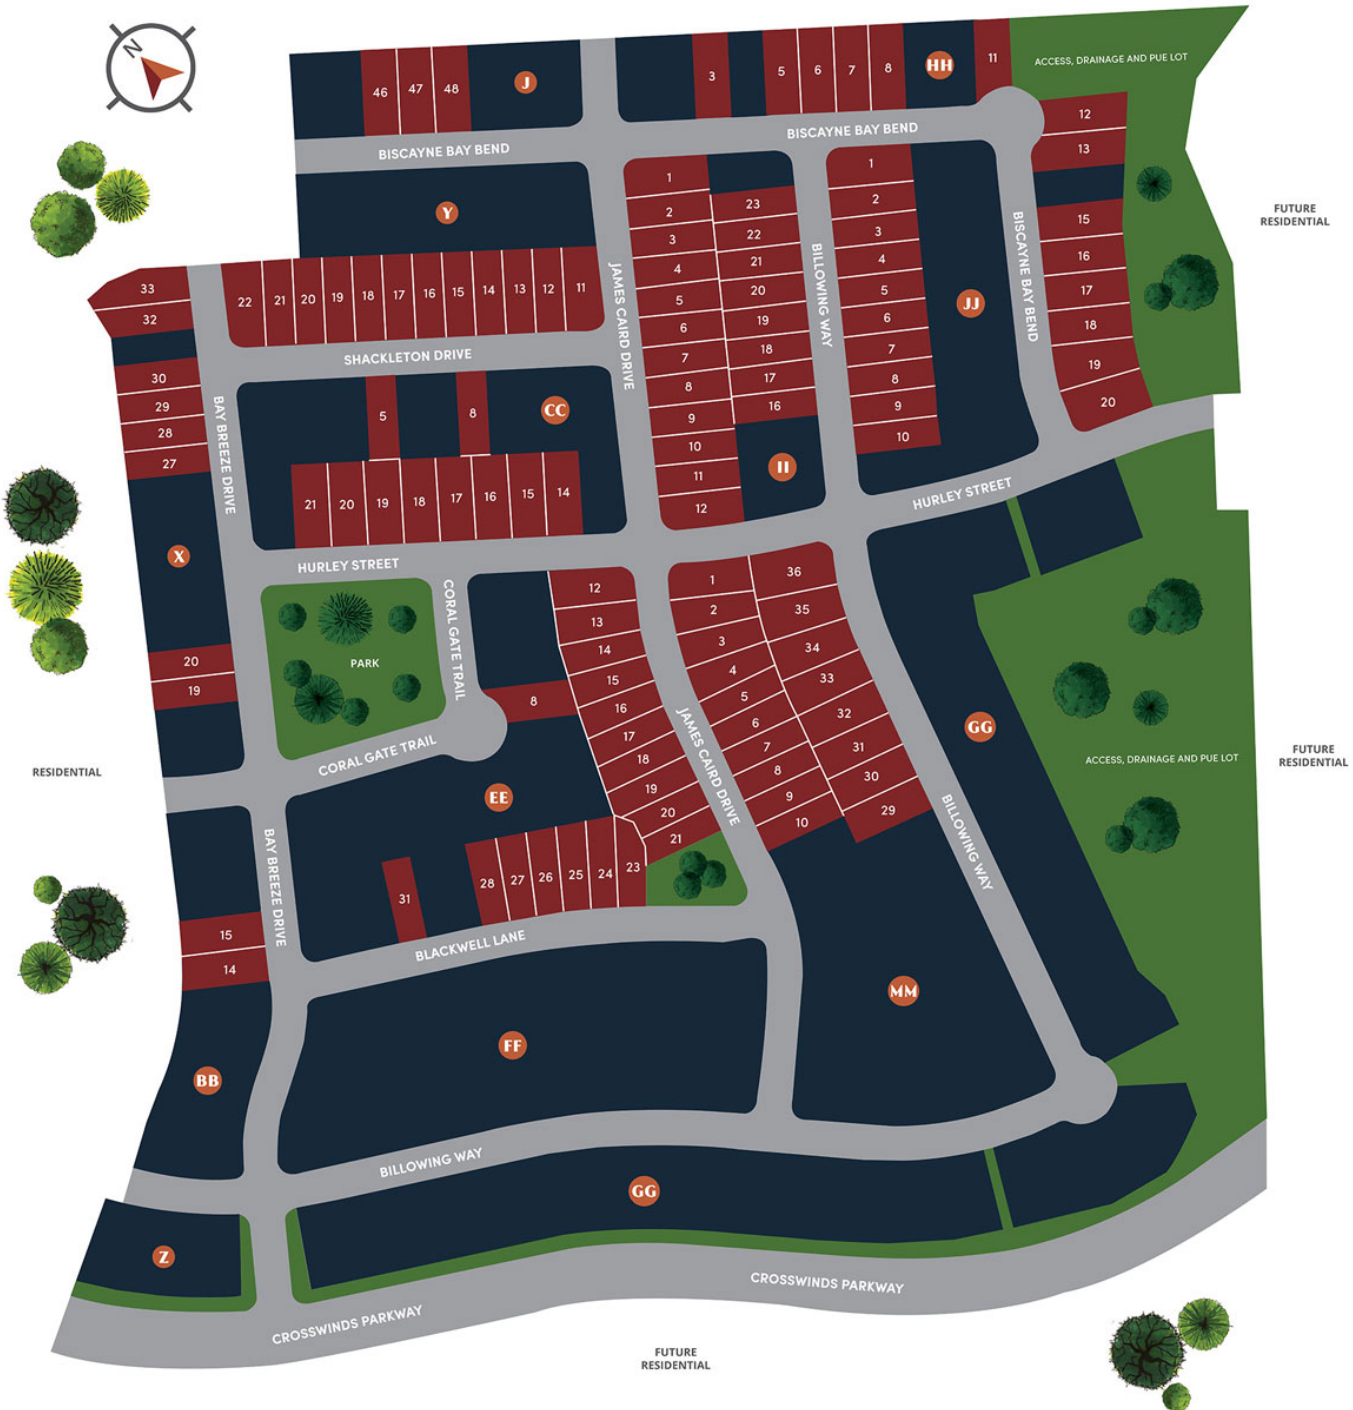 N
46 47 48
J
3
5 6 7 8
HH
11
ACCESS, DRAINAGE AND PUE LOT
BISCAYNE BAY BEND
BISCAYNE BAY BEND
12
13
15
16
17
18
19
20
BISCAYNE BAY BEND
FUTURE
RESIDENTIAL
Y
1
2
3
4
5
6
7
8
9
10
11
12
23
22
21
20
19
18
17
16
II
BILLOWING WAY
1
2
3
4
5
6
7
8
9
10
JJ
JAMES CAIRD DRIVE
33
32
30
29
28
27
X
20
19
22 21 20 19 18 17 16 15 14 13 12 11
SHACKLETON DRIVE
BAY BREEZE DRIVE
5
8
CC
21 20 19 18 17 16 15 14
HURLEY STREET
HURLEY STREET
PARK
CORAL GATE TRAIL
CORAL GATE TRAIL
8
12
13
14
15
16
17
18
19
20
21
EE
31
28 27 26 25 24 23
JAMES CAIRD DRIVE
1
2
3
4
5
6
7
8
9
10
36
35
34
33
32
31
30
29
GG
ACCESS, DRAINAGE AND PUE LOT
FUTURE
RESIDENTIAL
RESIDENTIAL
BAY BREEZE DRIVE
15
14
BLACKWELL LANE
BILLOWING WAY
MM
FF
BB
BILLOWING WAY
GG
Z
CROSSWINDS PARKWAY
CROSSWINDS PARKWAY
FUTURE
RESIDENTIAL